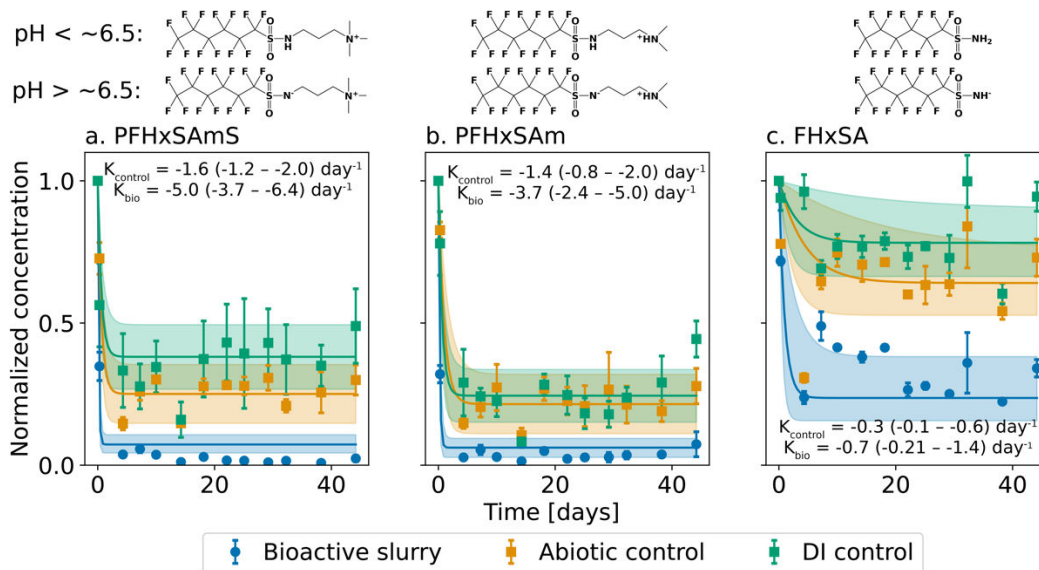 pH < ~6.5:
F F F F F F O
F S N H N+
F F F F F F F O
F F F F F F O
F S N H +HN
F F F F F F F O
F F F F F F O
F S NH2
F F F F F F F O
pH > ~6.5:
F F F F F F O
F S N- N+
F F F F F F F O
F F F F F F O
F S N- +HN
F F F F F F F O
F F F F F F O
F S NH-
F F F F F F F O
a. PFHxSAmS
b. PFHxSAm
c. FHxSA
Kcontrol = -1.6 (-1.2 – -2.0) day-1
Kbio = -5.0 (-3.7 – -6.4) day-1
Kcontrol = -1.4 (-0.8 – -2.0) day-1
Kbio = -3.7 (-2.4 – -5.0) day-1
Kcontrol = -0.3 (-0.1 – -0.6) day-1
Kbio = -0.7 (-0.21 – -1.4) day-1
Normalized concentration
1.0
0.5
0.0
0 20 40
0 20 40
0 20 40
Time [days]
Bioactive slurry
Abiotic control
DI control